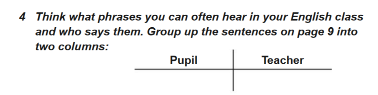 4 Think what phrases you can often hear in your English class
and who says them. Group up the sentences on page 9 into
two columns:
Pupil Teacher